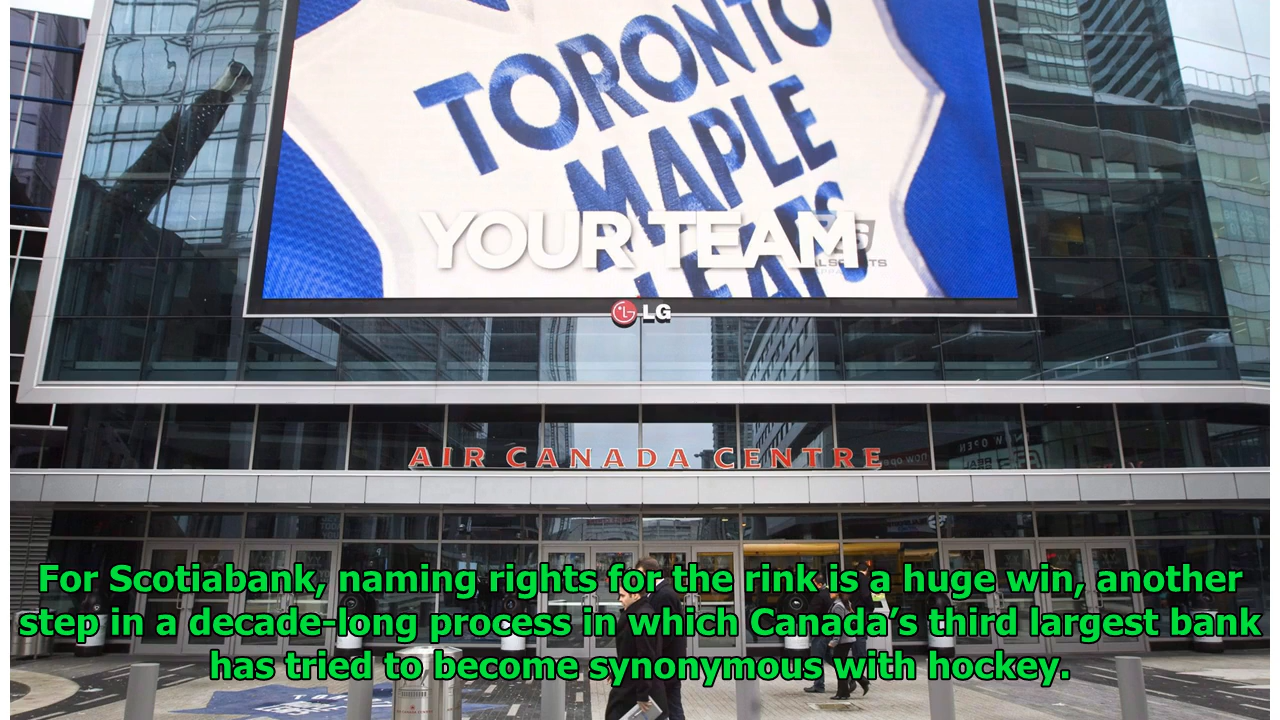 TORONTO
MAPLE
LEAFS
YOUR TEAM
LG
AIR CANADA CENTRE
For Scotiabank, naming rights for the rink is a huge win, another
step in a decade-long process in which Canada’s third largest bank
has tried to become synonymous with hockey.